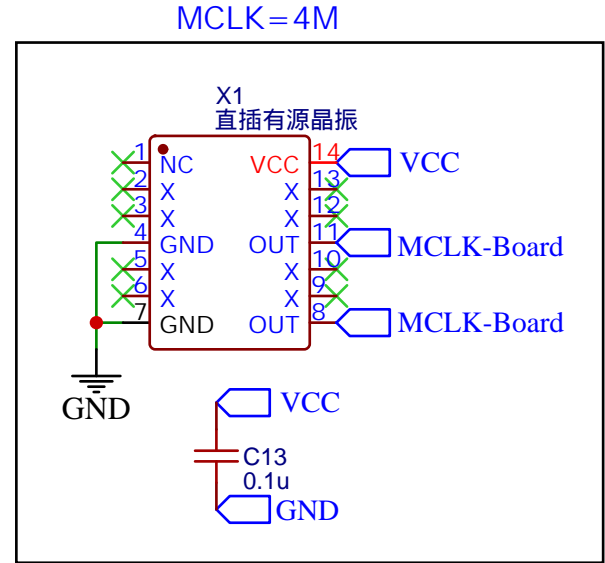 MCLK=4M
X1
直插有源晶振
1 NC VCC 14 VCC
2 X X 13
3 X X 12
4 GND OUT 11 MCLK-Board
5 X X 10
6 X X 9
7 GND OUT 8 MCLK-Board
GND
VCC
C13
0.1u
GND